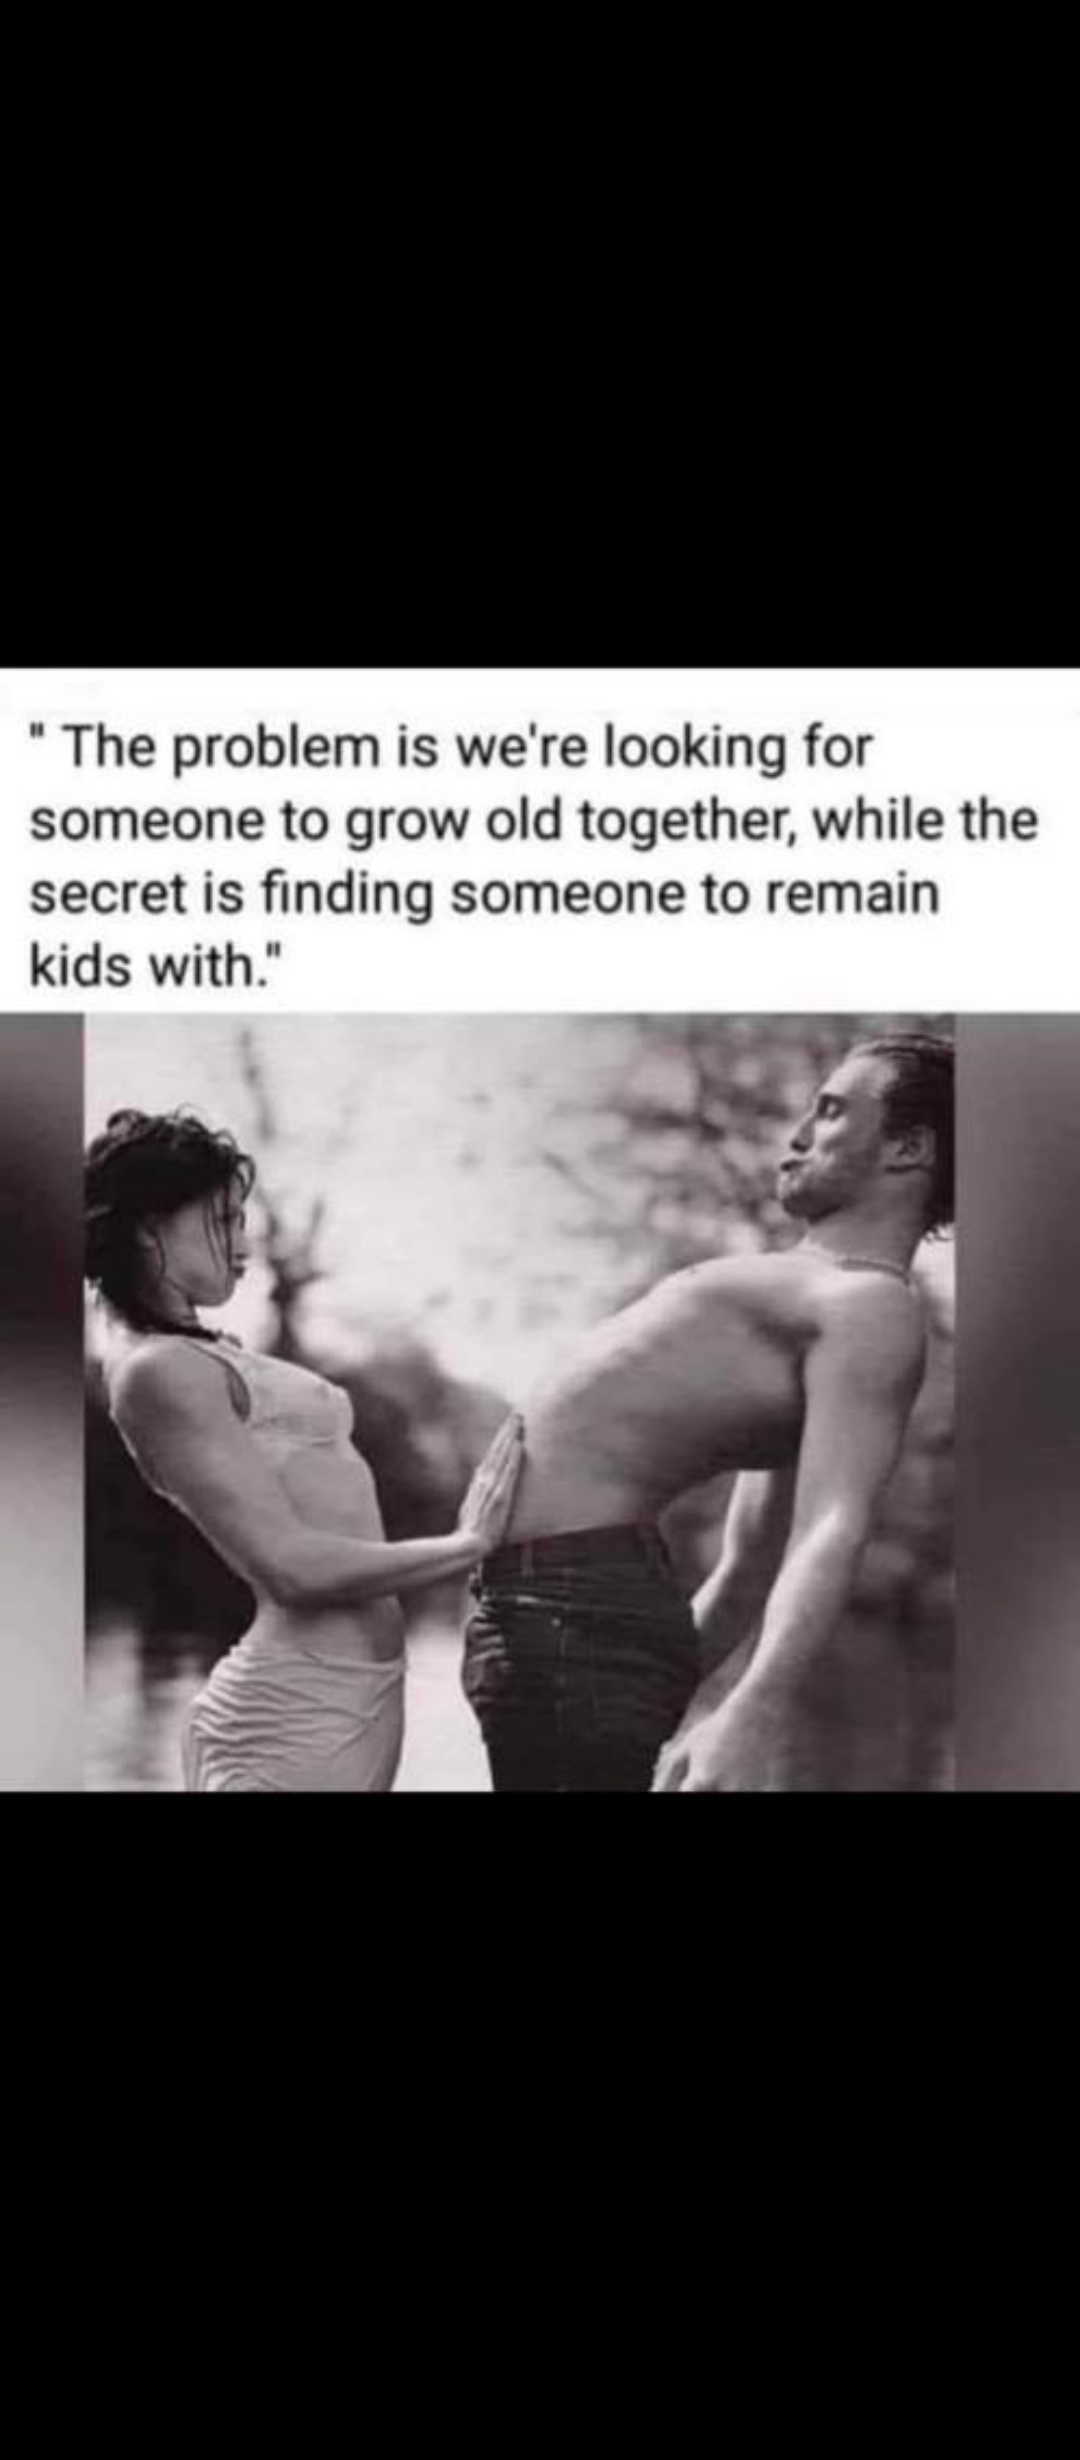 " The problem is we're looking for
someone to grow old together, while the
secret is finding someone to remain
kids with."